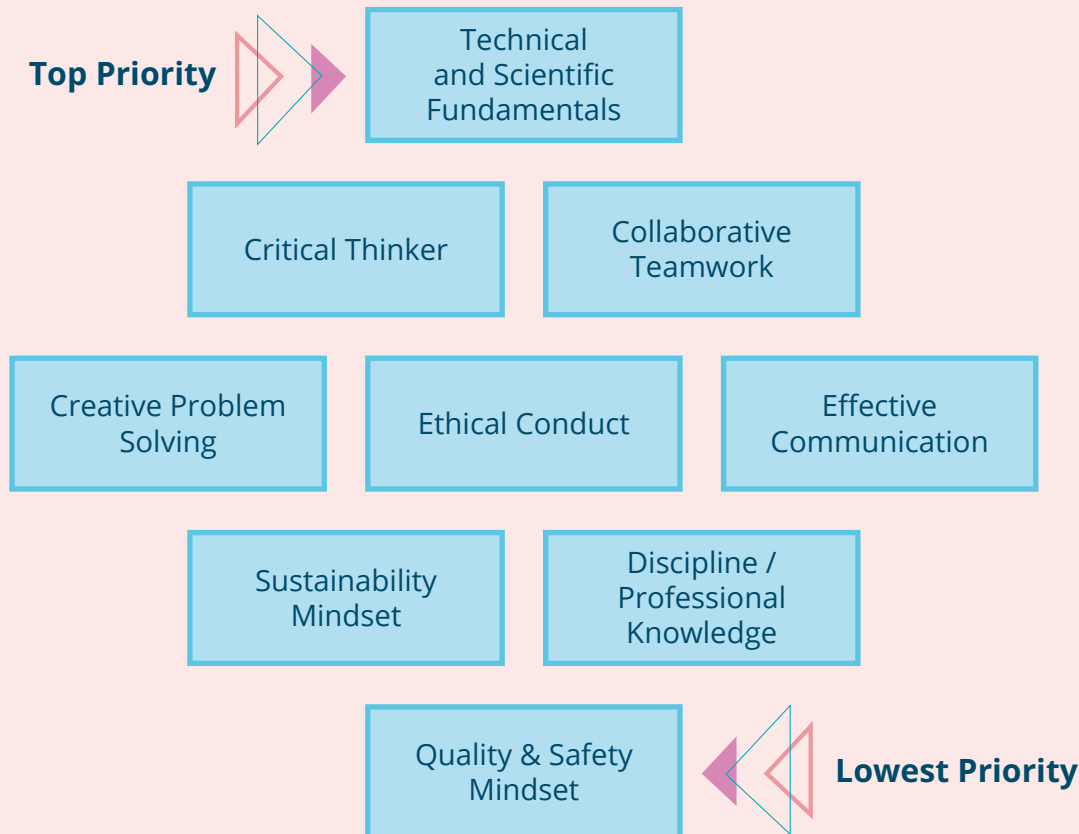 Top Priority
Technical
and Scientific
Fundamentals
Critical Thinker
Collaborative
Teamwork
Creative Problem
Solving
Ethical Conduct
Effective
Communication
Sustainability
Mindset
Discipline /
Professional
Knowledge
Quality & Safety
Mindset
Lowest Priority